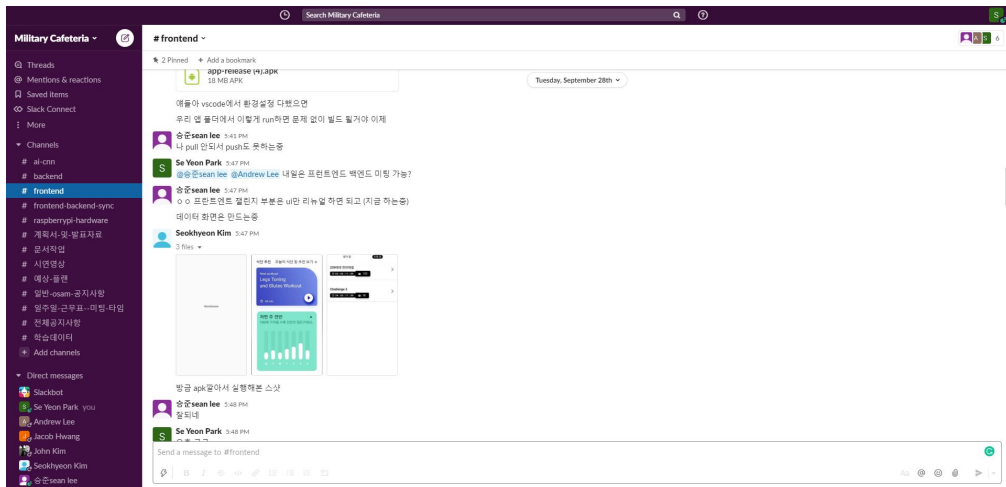 Search Military Cafeteria
S
Military Cafeteria
Threads
Mentions & reactions
Saved items
Slack Connect
More
Channels
# ai-cnn
# backend
# frontend
# frontend-backend-sync
# raspberrypi-hardware
# 계획서-및-발표자료
# 문서작업
# 시연영상
# 예상-플랜
# 일반-osam-공지사항
# 일주일-근무표--미팅-타임
# 전체공지사항
# 학습데이터
+ Add channels
Direct messages
Slackbot
Se Yeon Park you
Andrew Lee
Jacob Hwang
John Kim
Seokhyeon Kim
승준sean lee
# frontend
A S 6
2 Pinned + Add a bookmark
Tuesday, September 28th
app-release (4).apk
18 MB APK
얘들아 vscode에서 환경설정 다했으면
우리 앱 폴더에서 이렇게 run하면 문제 없이 빌드 될거야 이제
승준sean lee 5:41 PM
나 pull 안되서 push도 못하는중
S
Se Yeon Park 5:47 PM
@승준sean lee @Andrew Lee 내일은 프런트엔드 백엔드 미팅 가능?
승준sean lee 5:47 PM
ㅇㅇ 프란트엔트 챌린지 부분은 ui만 리뉴얼 하면 되고 (지금 하는중)
데이터 화면은 만드는중
Seokhyeon Kim 5:47 PM
3 files
Legs Toning
and Glutes Workout
Challenge 2
방금 apk깔아서 실행해본 스샷
승준sean lee 5:48 PM
잘되네
S
Se Yeon Park 5:48 PM
Send a message to #frontend
B I
Aa @